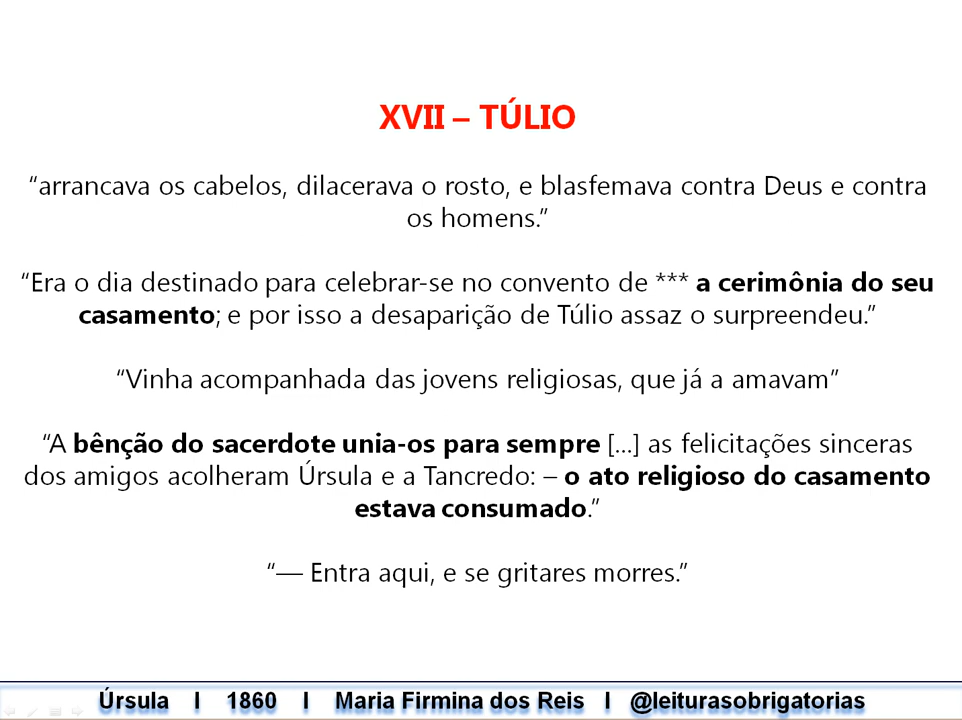 XVII – TÚLIO
“arrancava os cabelos, dilacerava o rosto, e blasfemava contra Deus e contra
os homens.”
“Era o dia destinado para celebrar-se no convento de *** a cerimônia do seu
casamento; e por isso a desaparição de Túlio assaz o surpreendeu.”
“Vinha acompanhada das jovens religiosas, que já a amavam”
“A bênção do sacerdote unia-os para sempre [...] as felicitações sinceras
dos amigos acolheram Úrsula e a Tancredo: – o ato religioso do casamento
estava consumado.”
“— Entra aqui, e se gritares morres.”
Úrsula I 1860 I Maria Firmina dos Reis I @leiturasobrigatorias